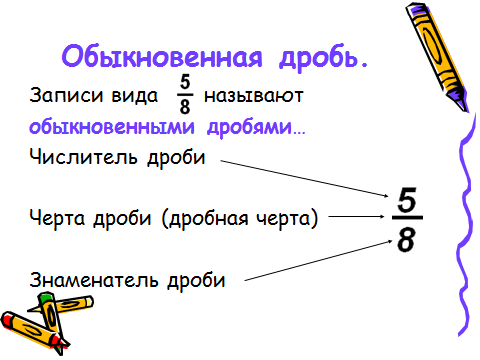 Обыкновенная дробь.
Записи вида 5/8 называют
обыкновенными дробями…
Числитель дроби
5
Черта дроби (дробная черта)
8
Знаменатель дроби